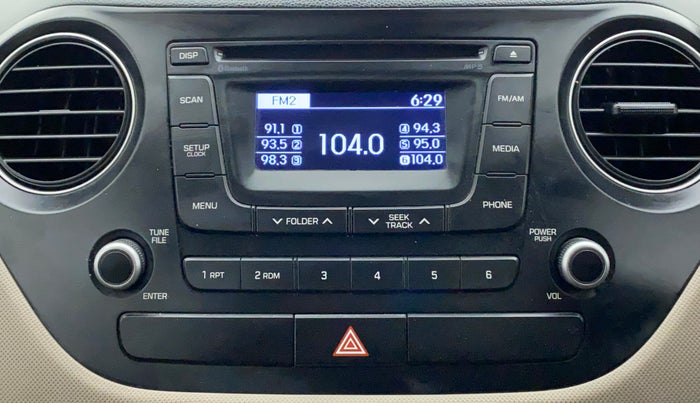 DISP
Bluetooth
MP3
SCAN
FM2 6:29
FM/AM
91.1 1 4 94.3
93.5 2 104.0 5 95.0
98.3 3 6 104.0
SETUP
CLOCK
MEDIA
MENU
FOLDER
SEEK
TRACK
PHONE
TUNE
FILE
POWER
PUSH
1 RPT 2 RDM 3 4 5 6
ENTER
VOL